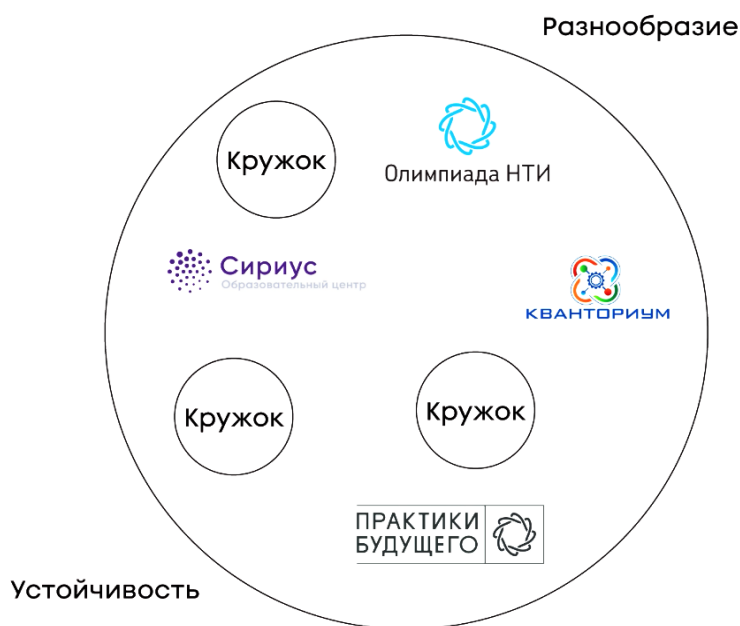 Разнообразие
Кружок
Олимпиада НТИ
Сириус
Образовательный центр
КВАНТОРИУМ
Кружок
Кружок
ПРАКТИКИ
БУДУЩЕГО
Устойчивость